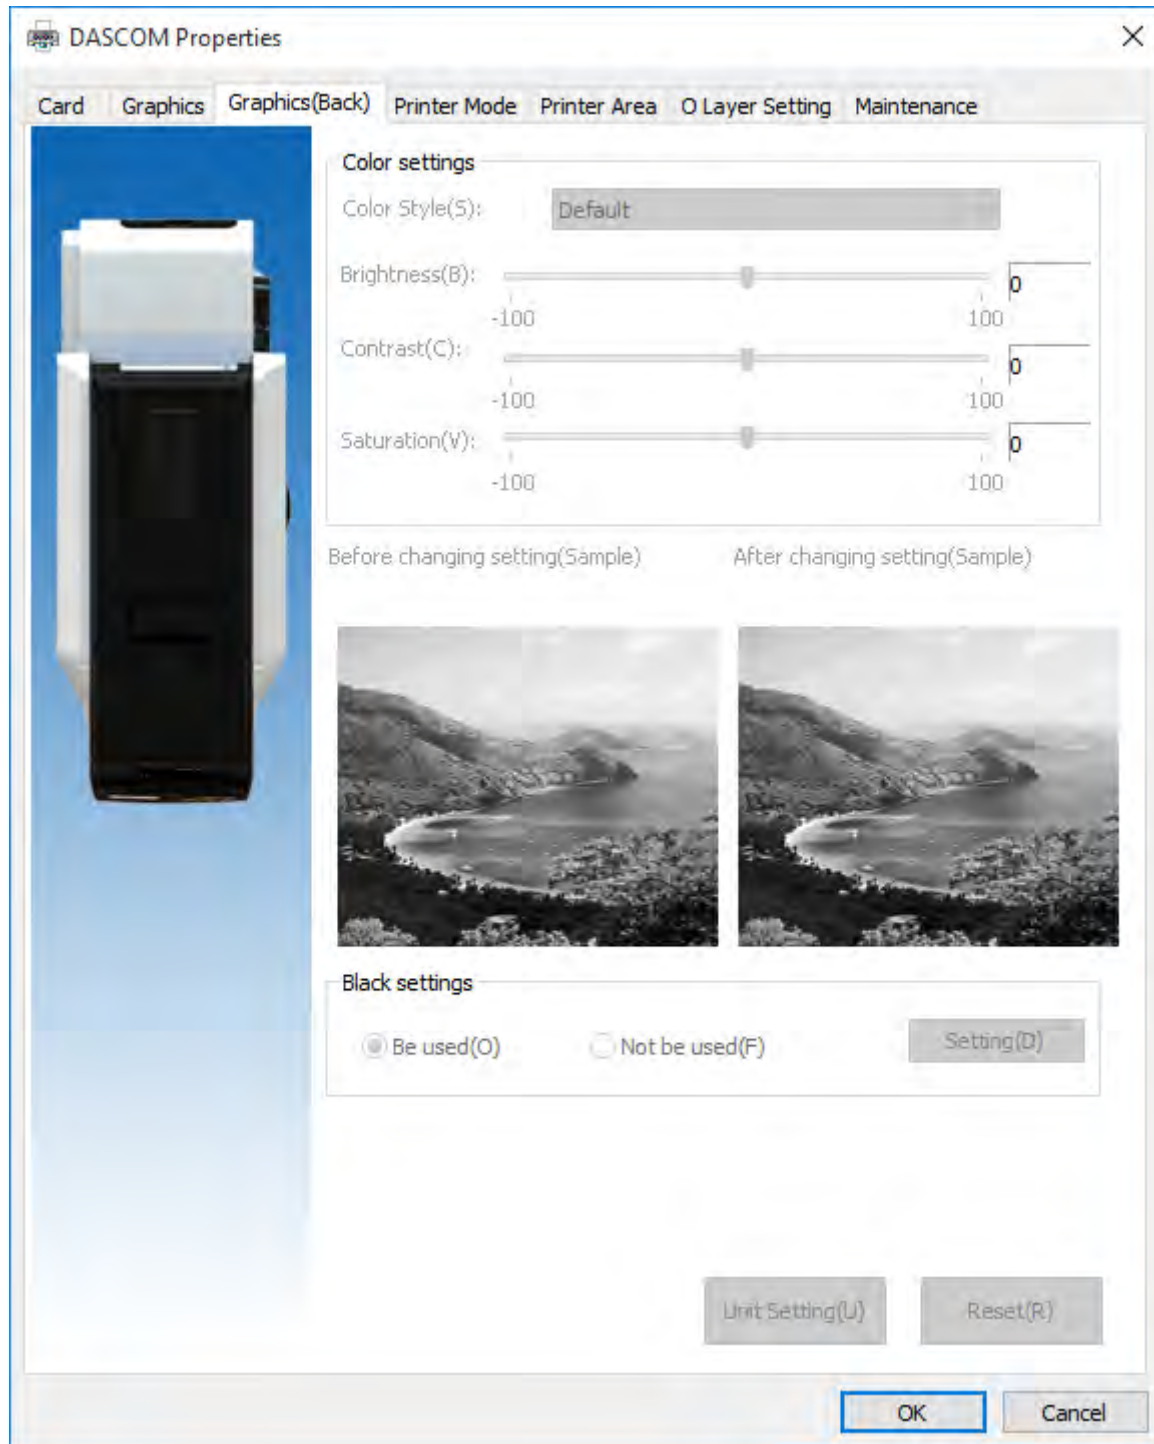 DASCOM Properties
Card Graphics Graphics(Back) Printer Mode Printer Area O Layer Setting Maintenance
Color settings
Color Style(S): Default
Brightness(B): 0
-100 100
Contrast(C): 0
-100 100
Saturation(V): 0
-100 100
Before changing setting(Sample) After changing setting(Sample)
Black settings
Be used(O) Not be used(F) Setting(D)
Unit Setting(U) Reset(R)
OK Cancel